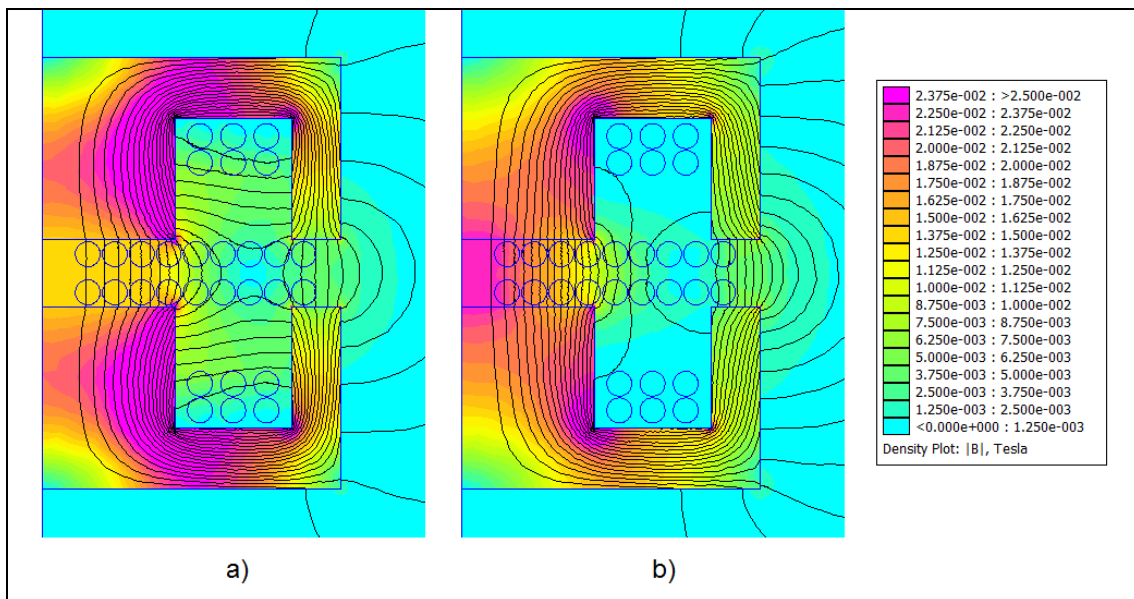 2.375e-002 : >2.500e-002
2.250e-002 : 2.375e-002
2.125e-002 : 2.250e-002
2.000e-002 : 2.125e-002
1.875e-002 : 2.000e-002
1.750e-002 : 1.875e-002
1.625e-002 : 1.750e-002
1.500e-002 : 1.625e-002
1.375e-002 : 1.500e-002
1.250e-002 : 1.375e-002
1.125e-002 : 1.250e-002
1.000e-002 : 1.125e-002
8.750e-003 : 1.000e-002
7.500e-003 : 8.750e-003
6.250e-003 : 7.500e-003
5.000e-003 : 6.250e-003
3.750e-003 : 5.000e-003
2.500e-003 : 3.750e-003
1.250e-003 : 2.500e-003
<0.000e+000 : 1.250e-003
Density Plot: |B|, Tesla
a)
b)